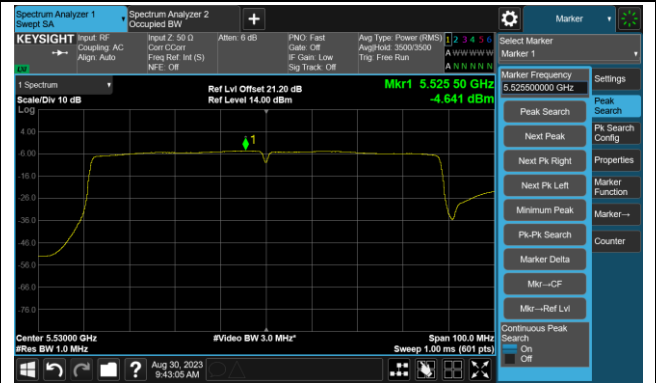 Spectrum Analyzer 1
Swept SA
Spectrum Analyzer 2
Occupied BW
Marker
KEYSIGHT
Input: RF
Coupling: AC
Align: Auto
Input Z: 50 Ω
Corr CCorr
Freq Ref: Int (S)
NFE: Off
Atten: 6 dB
PNO: Fast
Gate: Off
IF Gain: Low
Sig Track: Off
Avg Type: Power (RMS)
Avg|Hold: 3500/3500
Trig: Free Run
1 2 3 4 5 6
A W W W W W
A N N N N N
Select Marker
Marker 1
1 Spectrum
Scale/Div 10 dB
Log
Ref Lvl Offset 21.20 dB
Ref Level 14.00 dBm
Mkr1 5.525 50 GHz
-4.641 dBm
1
4.00
-6.00
-16.0
-26.0
-36.0
-46.0
-56.0
-66.0
-76.0
Center 5.53000 GHz
#Res BW 1.0 MHz
#Video BW 3.0 MHz*
Span 100.0 MHz
Sweep 1.00 ms (601 pts)
Marker Frequency
5.525500000 GHz
Peak Search
Next Peak
Next Pk Right
Next Pk Left
Minimum Peak
Pk-Pk Search
Marker Delta
Mkr→CF
Mkr→Ref Lvl
Continuous Peak
Search
On
Off
Settings
Peak
Search
Pk Search
Config
Properties
Marker
Function
Marker→
Counter
Aug 30, 2023
9:43:05 AM